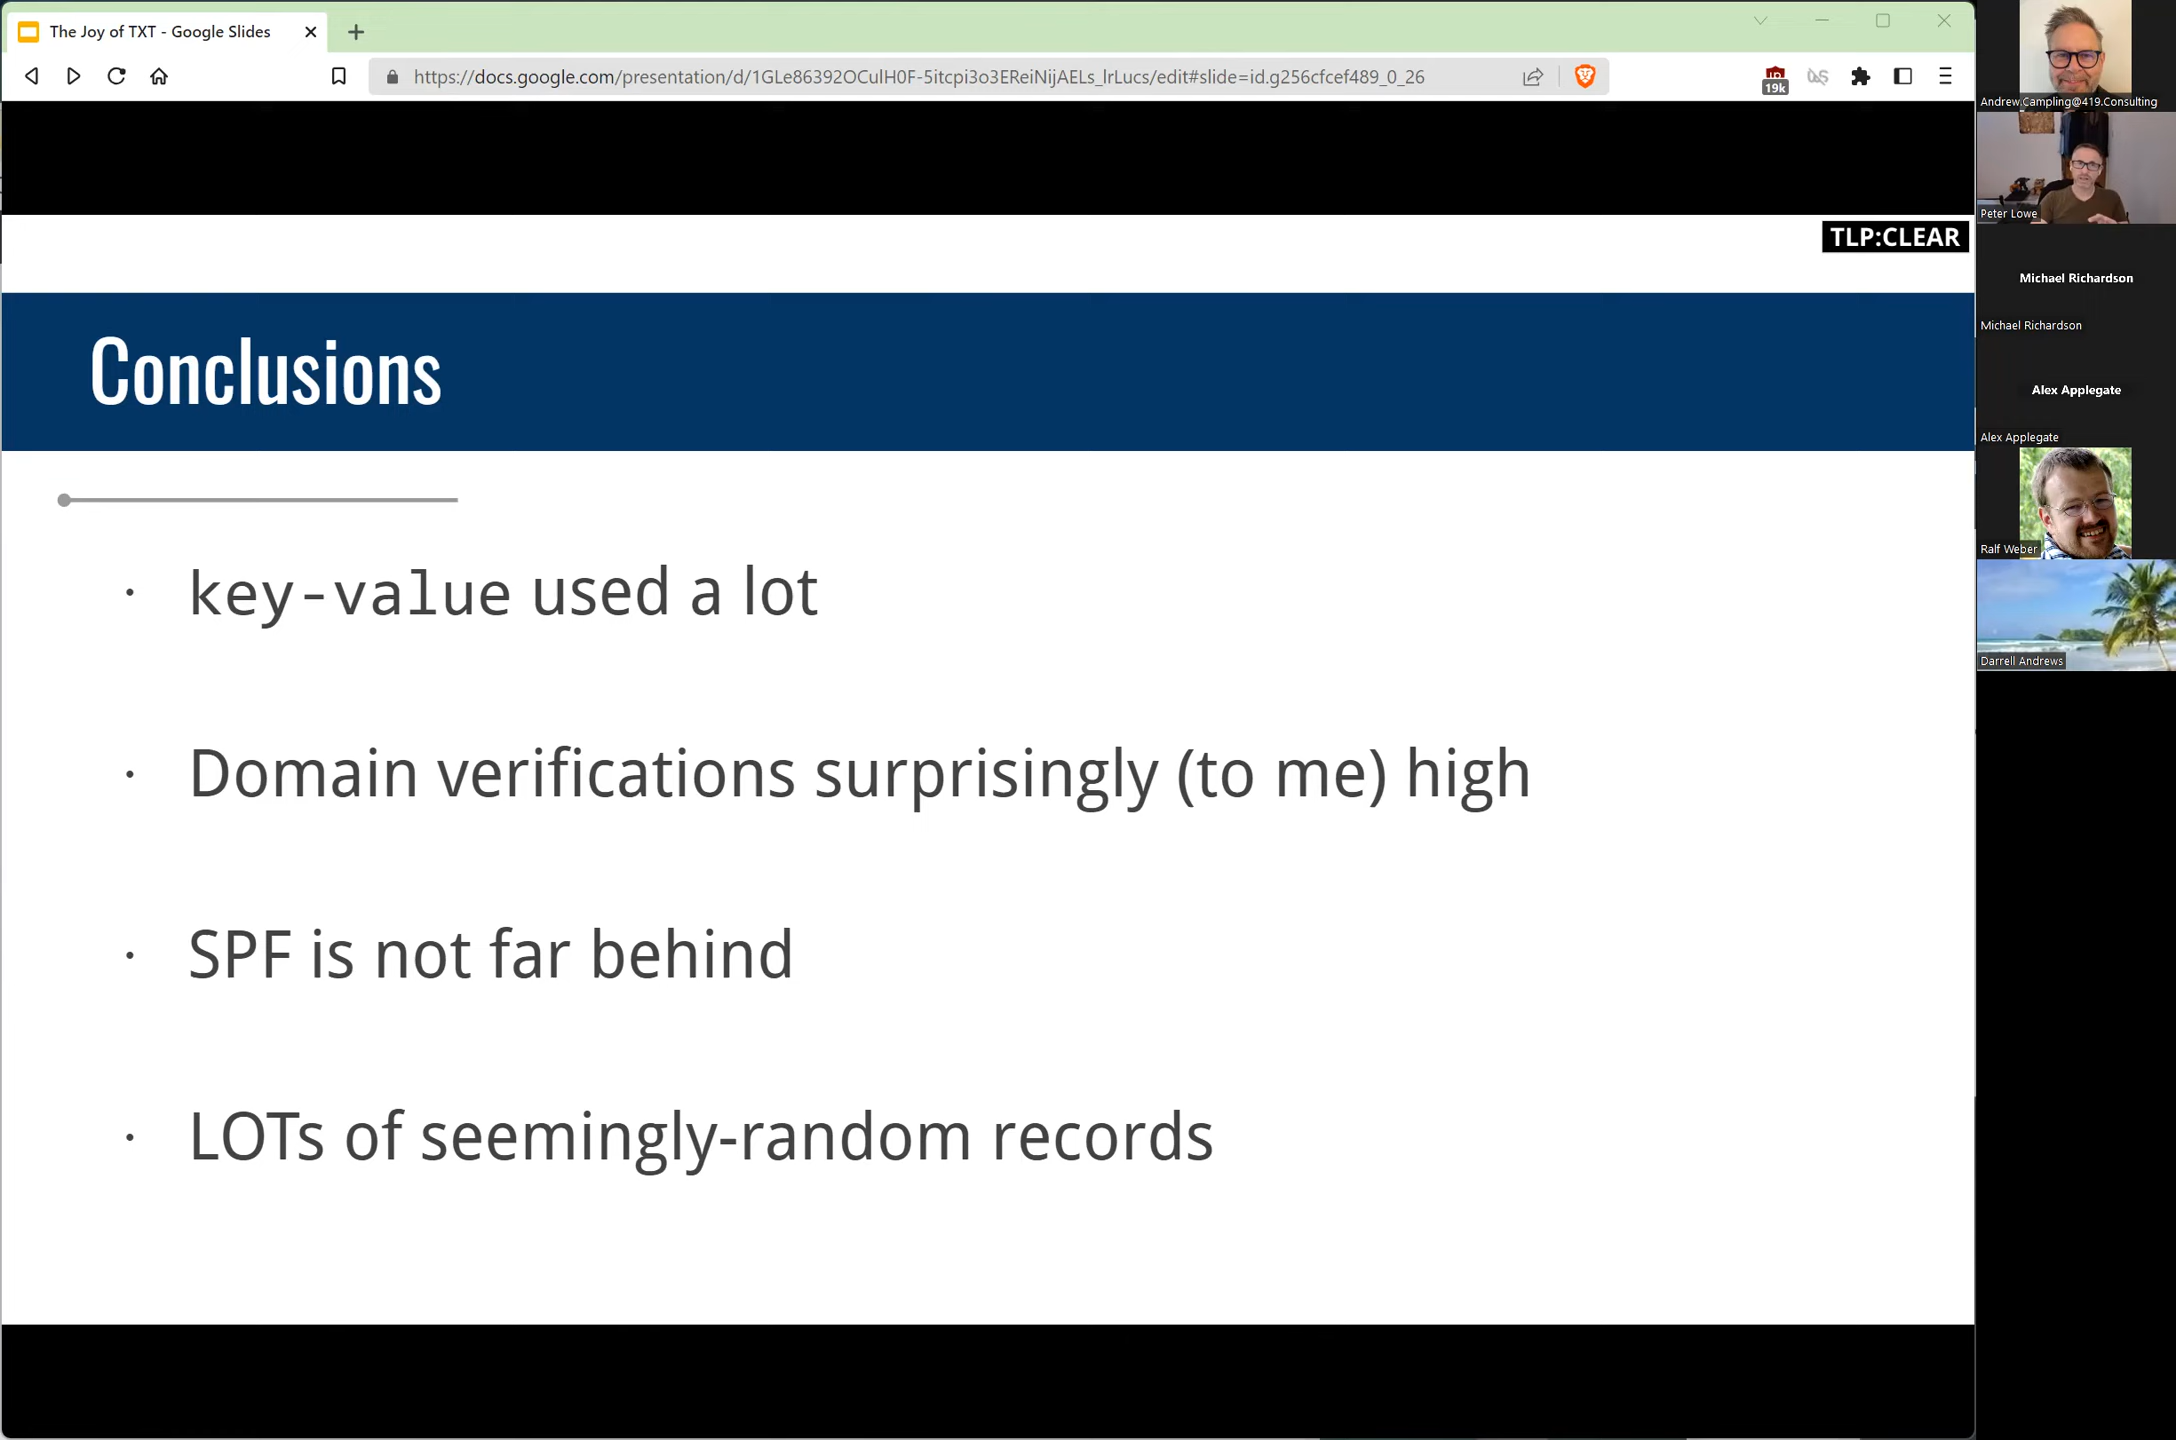 The Joy of TXT - Google Slides
https://docs.google.com/presentation/d/1GLe86392OCulH0F-5itcpi3o3EReiNijAELs_lrLucs/edit#slide=id.g256cfcef489_0_26
19k
TLP:CLEAR
Conclusions
· key-value used a lot
· Domain verifications surprisingly (to me) high
· SPF is not far behind
· LOTs of seemingly-random records
Andrew.Campling@419.Consulting
Peter Lowe
Michael Richardson
Michael Richardson
Alex Applegate
Alex Applegate
Ralf Weber
Darrell Andrews